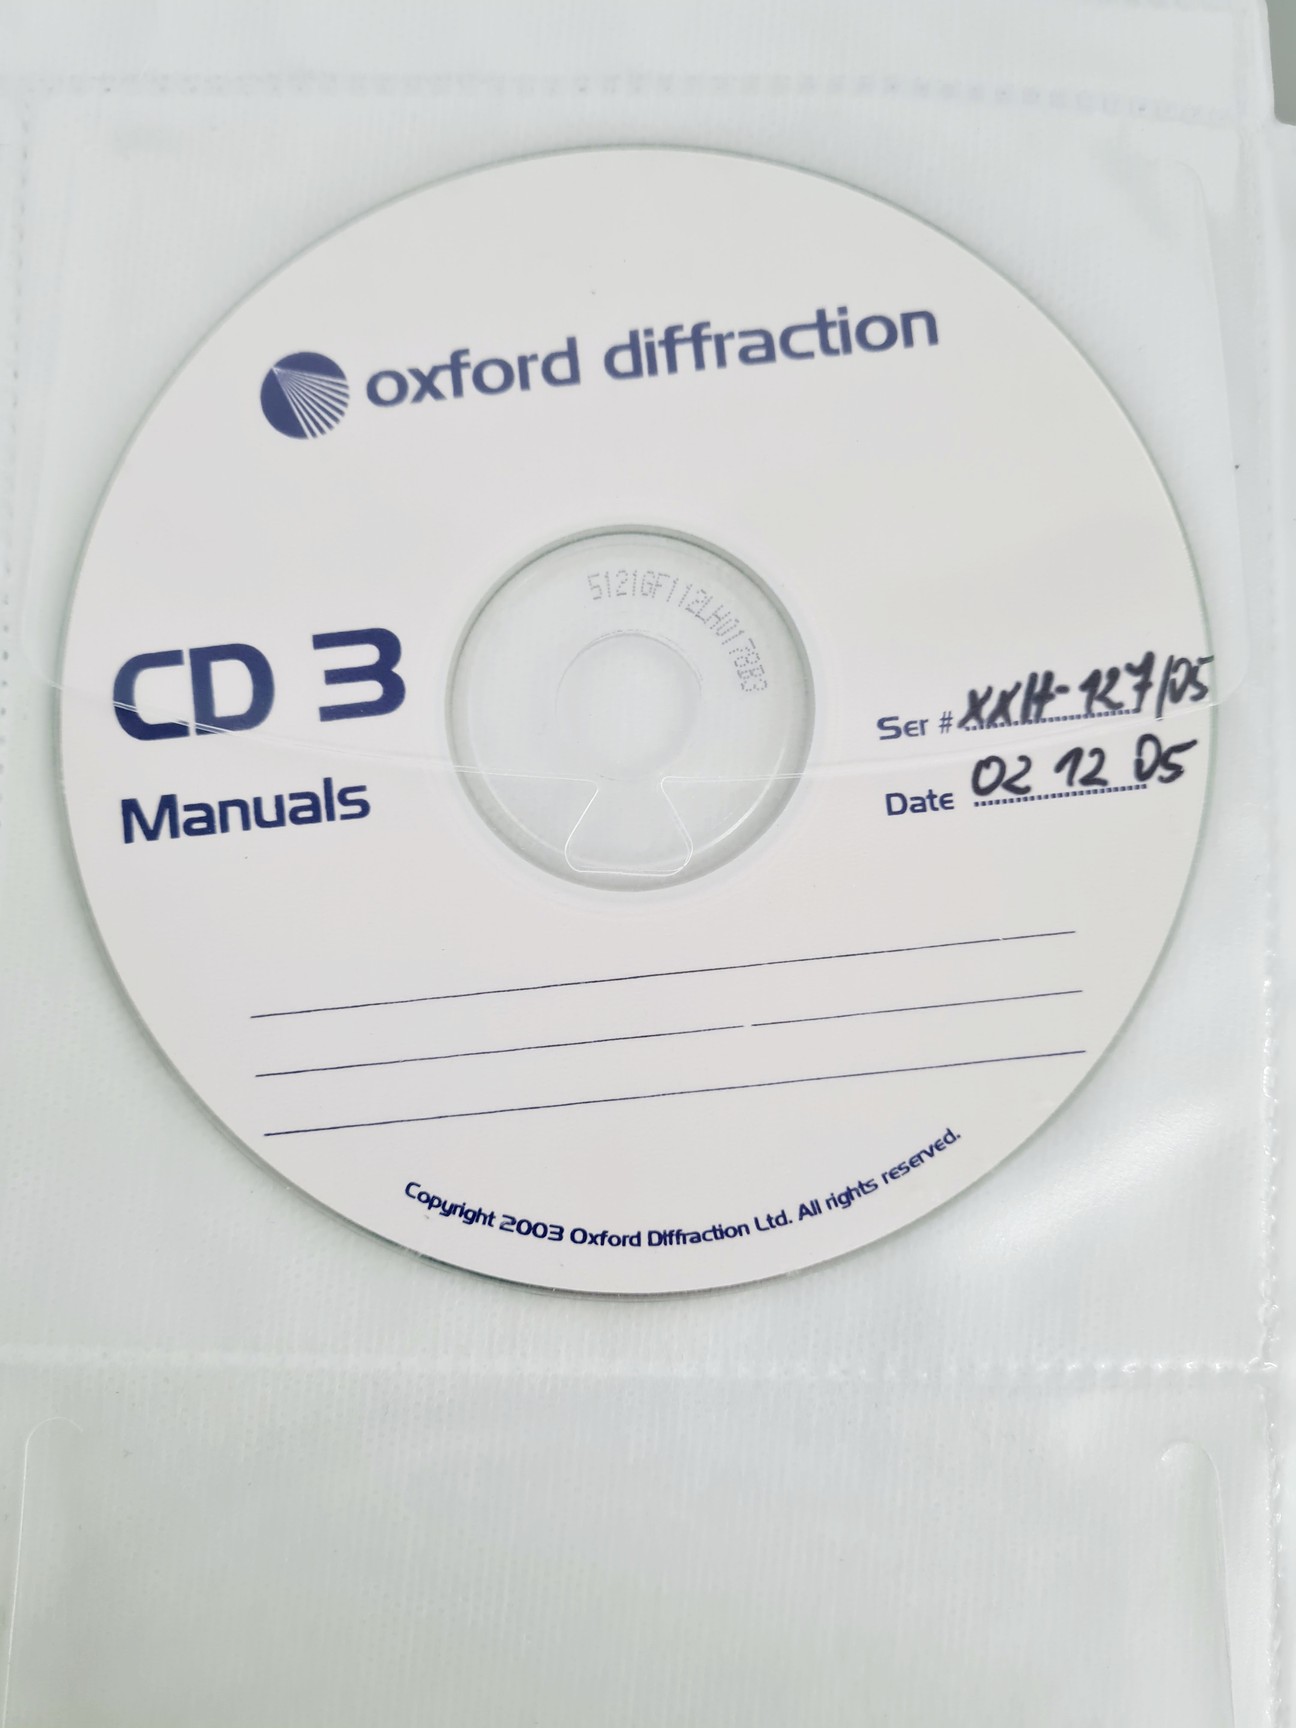 oxford diffraction
5121GF112LH0178B3
CD 3
Manuals
Ser # XXH-127/05
Date 02 12 05
Copyright 2003 Oxford Diffraction Ltd. All rights reserved.